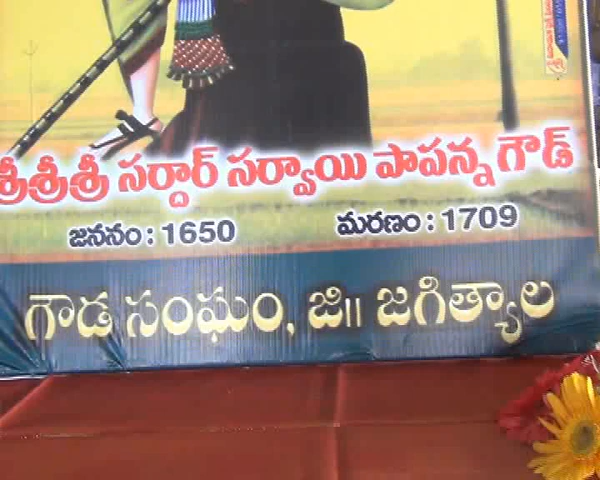 శ్రీశ్రీశ్రీ సర్దార్ సర్వాయి పాపన్న గౌడ్
జననం : 1650 మరణం : 1709
గౌడ సంఘం, జి॥ జగిత్యాల